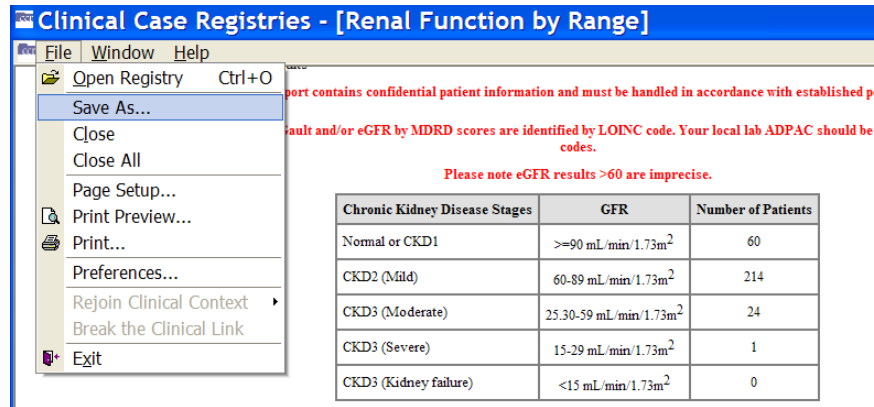 Clinical Case Registries - [Renal Function by Range]
File Window Help
Open Registry Ctrl+O
Save As...
Close
Close All
Page Setup...
Print Preview...
Print...
Preferences...
Rejoin Clinical Context
Break the Clinical Link
Exit
port contains confidential patient information and must be handled in accordance with established p
ault and/or eGFR by MDRD scores are identified by LOINC code. Your local lab ADPAC should be
codes.
Please note eGFR results >60 are imprecise.
Chronic Kidney Disease Stages GFR Number of Patients
Normal or CKD1 >=90 mL/min/1.73m² 60
CKD2 (Mild) 60-89 mL/min/1.73m² 214
CKD3 (Moderate) 25.30-59 mL/min/1.73m² 24
CKD3 (Severe) 15-29 mL/min/1.73m² 1
CKD3 (Kidney failure) <15 mL/min/1.73m² 0